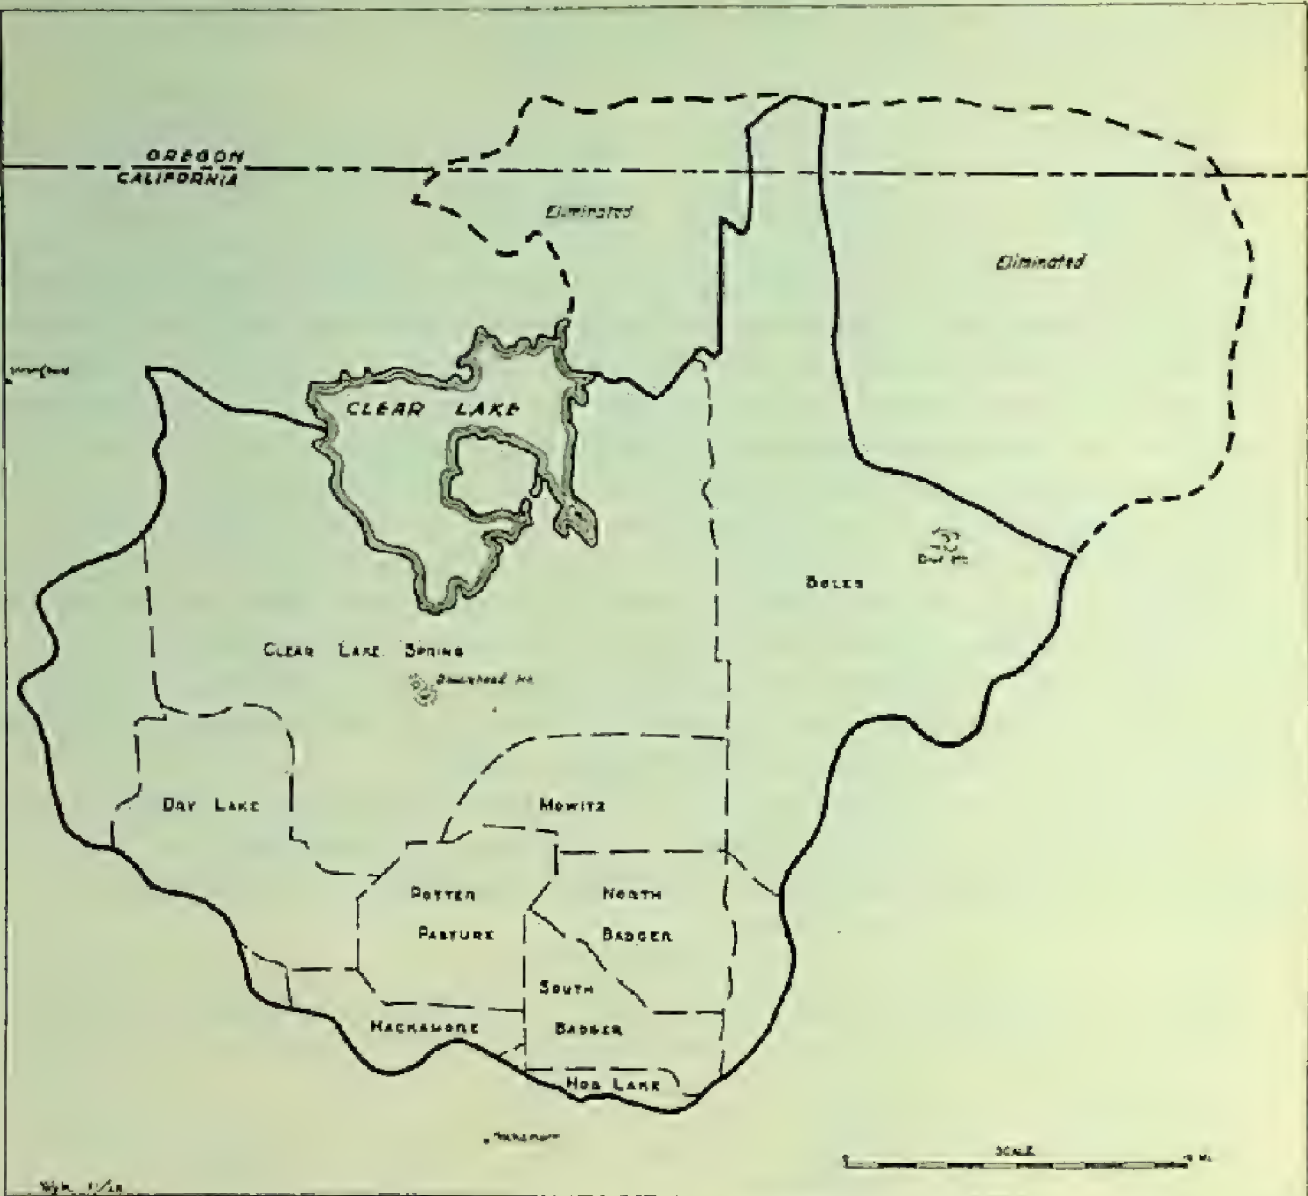 OREGON
CALIFORNIA
Eliminated
Eliminated
CLEAR LAKE
BOLES
CLEAR LAKE SPRING
DRY LAKE
MOWITZ
POTTER
PASTURE
NORTH
BADGER
SOUTH
BADGER
HACKAMORE
HOG LAKE
Hackamore
SCALE